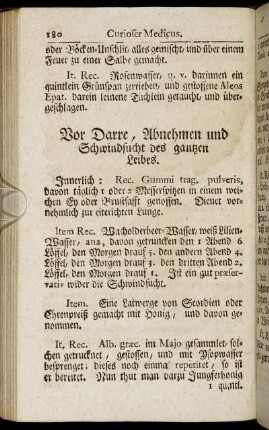 180 Curioser Medicus.
oder Böcken-Unschlit, alles gemischt, und über einem
Feuer zu einer Salbe gemacht.
It. Rec. Rosenwasser, q. v. darinnen ein
quintlein Grünspan zerrieben, und gestossene Aloes
Epat. darein leinene Tüchlein getaucht, und über-
geschlagen.
Vor Darre, Abnehmen und
Schwindsucht des gantzen
Leibes.
Innerlich: Rec. Gummi trag. pulveris,
davon täglich 1 oder 2 Messerspitzen in einem wei-
chen Ey oder Brustsafft genossen. Dienet vor-
nehmlich zur eiterichten Lunge.
Item Rec. Wacholderbeer-Wasser, weiß Lilien-
Wasser, ana, davon getruncken den 1 Abend 6
Löffel, den Morgen drauf 5. den andern Abend 4.
Löffel, den Morgen drauf 3. den dritten Abend 2.
Löffel, den Morgen drauf 1. Ist ein gut præser-
vativ wider die Schwindsucht.
Item. Eine Latwerge von Scordien oder
Ehrenpreiß gemacht mit Honig, und davon ge-
nommen.
It. Rec. Alb. græc. im Majo gesammlet, sol-
chen getrucknet, gestossen, und mit Ysopwasser
besprenget; dieses noch einmal repetiret, so ist
er bereitet. Nun thut man darzu Jungferhonig
1 quintl.